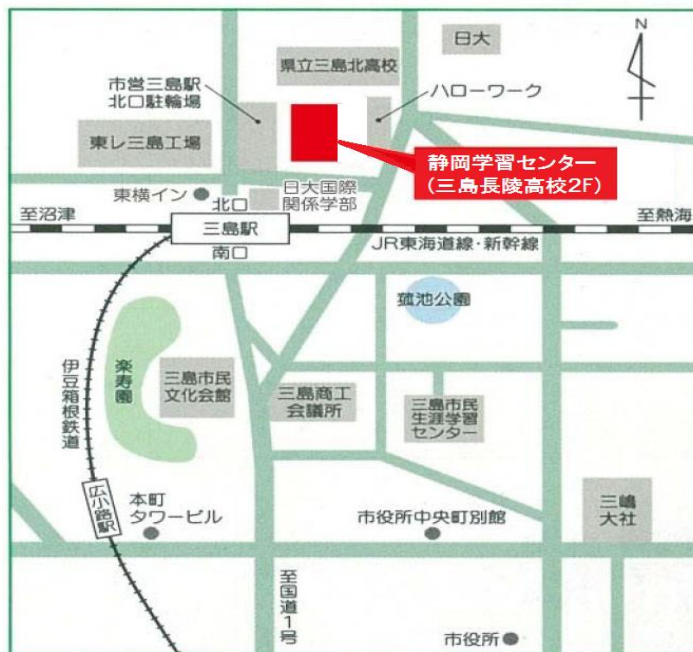 N
日大
県立三島北高校
市営三島駅
北口駐輪場
ハローワーク
東レ三島工場
静岡学習センター
(三島長陵高校2F)
東横イン
日大国際
関係学部
北口
至沼津
至熱海
三島駅
JR東海道線・新幹線
南口
菰池公園
伊豆箱根鉄道
楽寿園
三島市民
文化会館
三島商工
会議所
三島市民
生涯学習
センター
広小路駅
本町
タワービル
市役所中央町別館
三嶋
大社
至国道1号
市役所